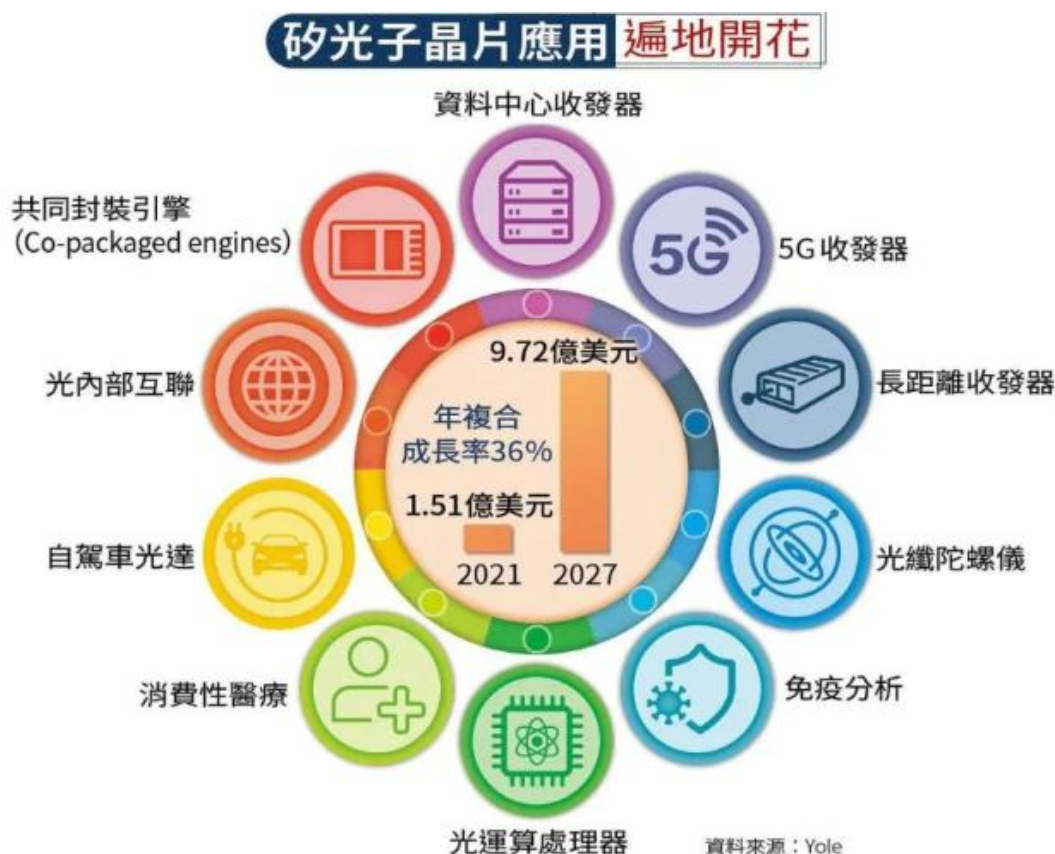 矽光子晶片應用 遍地開花
資料中心收發器
5G
5G收發器
長距離收發器
光纖陀螺儀
免疫分析
光運算處理器
消費性醫療
自駕車光達
光內部互聯
共同封裝引擎
(Co-packaged engines)
9.72億美元
年複合
成長率36%
1.51億美元
2021
2027
資料來源：Yole